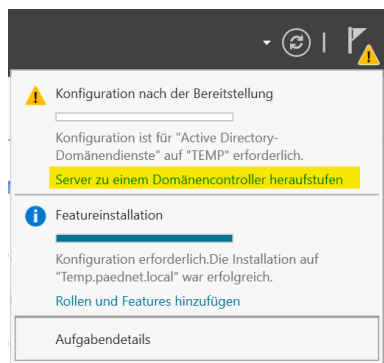 Konfiguration nach der Bereitstellung
Konfiguration ist für "Active Directory-
Domänendienste" auf "TEMP" erforderlich.
Server zu einem Domänencontroller heraufstufen
Featureinstallation
Konfiguration erforderlich.Die Installation auf
"Temp.paednet.local" war erfolgreich.
Rollen und Features hinzufügen
Aufgabendetails